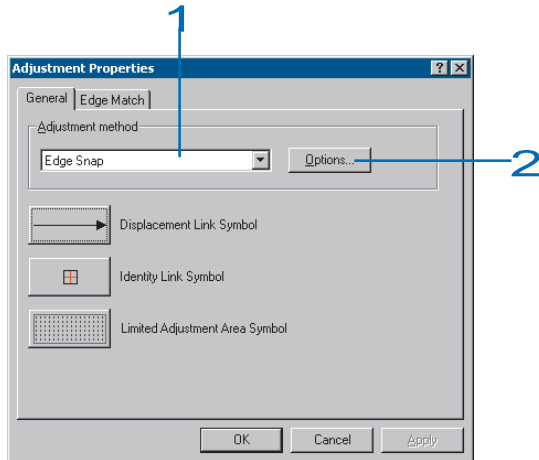 1
Adjustment Properties
General Edge Match
Adjustment method
Edge Snap Options...
2
Displacement Link Symbol
Identity Link Symbol
Limited Adjustment Area Symbol
OK Cancel Apply